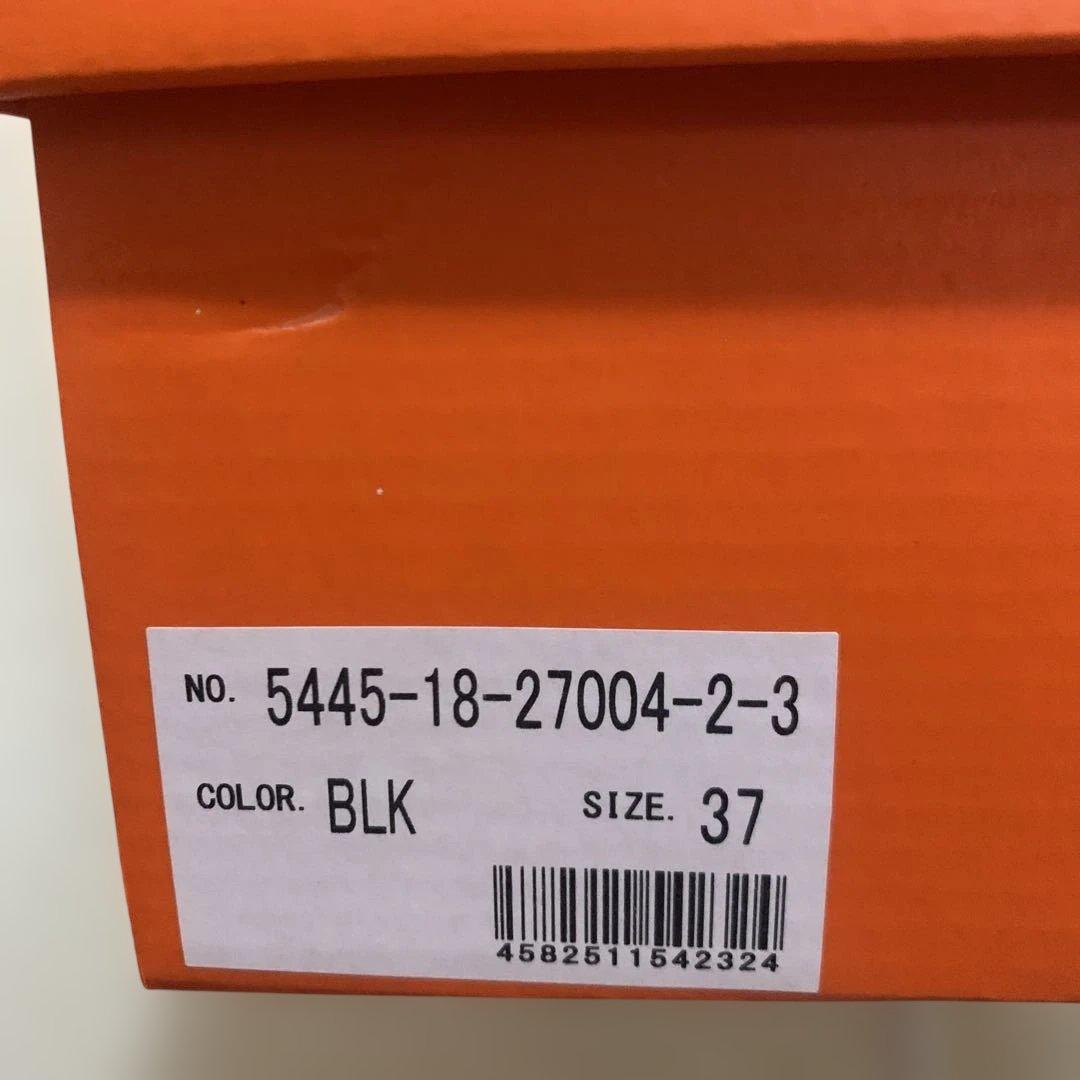 NO. 5445-18-27004-2-3
COLOR. BLK SIZE. 37
4582511542324